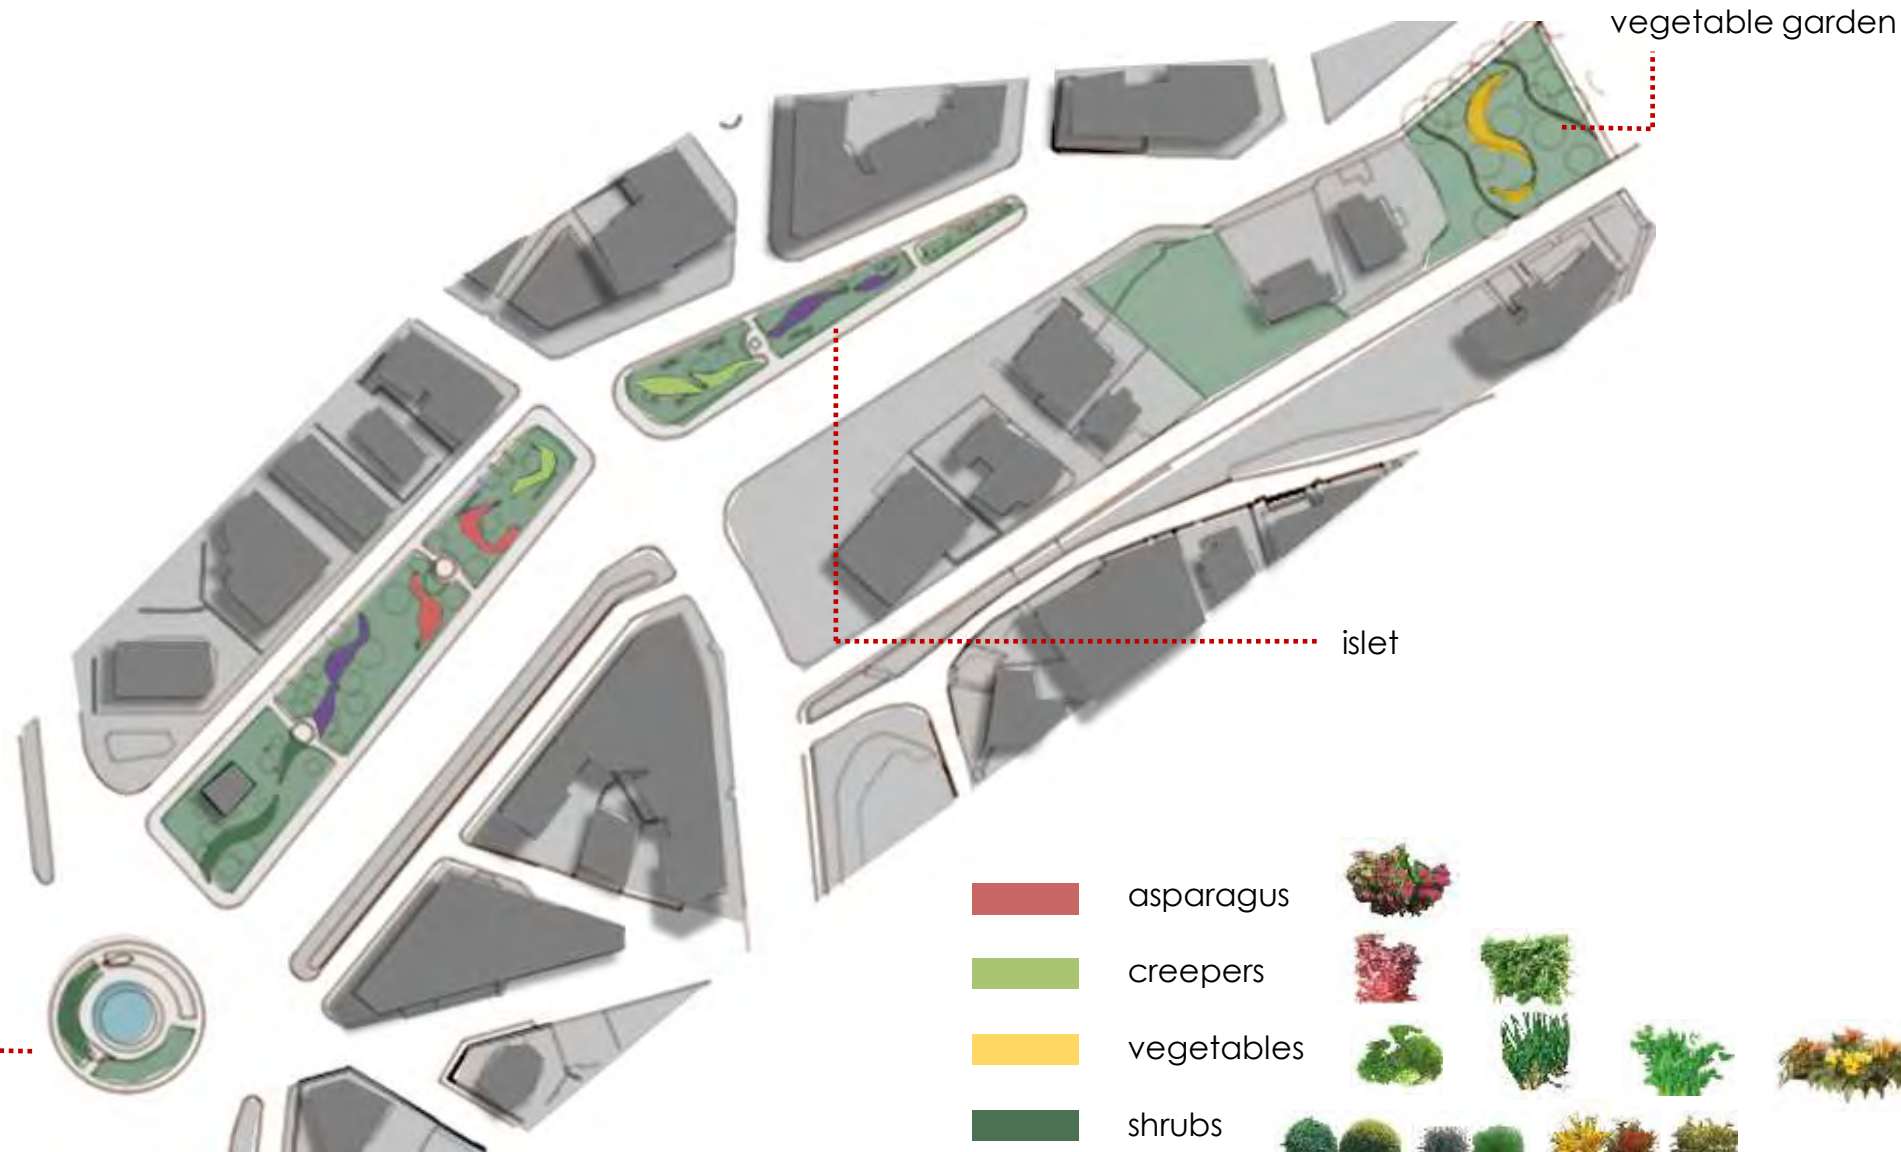 vegetable garden
islet
asparagus
creepers
vegetables
shrubs